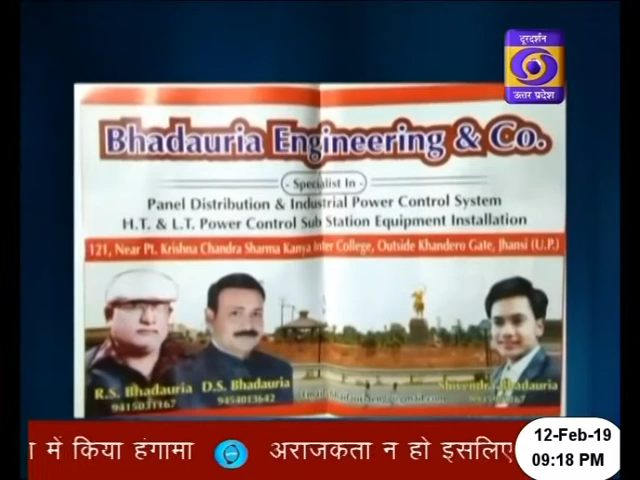 दूरदर्शन
उत्तर प्रदेश
Bhadauria Engineering & Co.
- Specialist In -
Panel Distribution & Industrial Power Control System
H.T. & L.T. Power Control Sub Station Equipment Installation
121, Near Pt. Krishna Chandra Sharma Kanya Inter College, Outside Khandero Gate, Jhansi (U.P.)
R.S. Bhadauria
D.S. Bhadauria
9454013642
Shivendra Bhadauria
में किया हंगामा अराजकता न हो इसलिए
12-Feb-19
09:18 PM